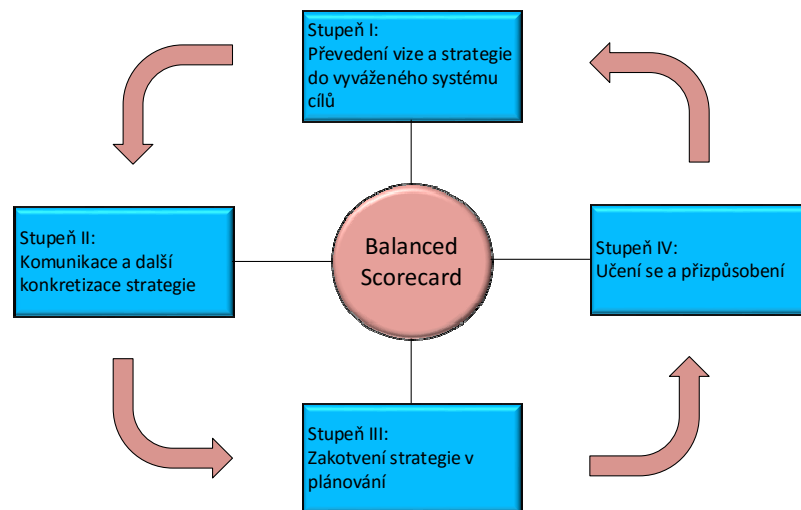 Stupeň I:
Převedení vize a strategie
do vyváženého systému
cílů
Stupeň II:
Komunikace a další
konkretizace strategie
Balanced
Scorecard
Stupeň IV:
Učení se a přizpůsobení
Stupeň III:
Zakotvení strategie v
plánování